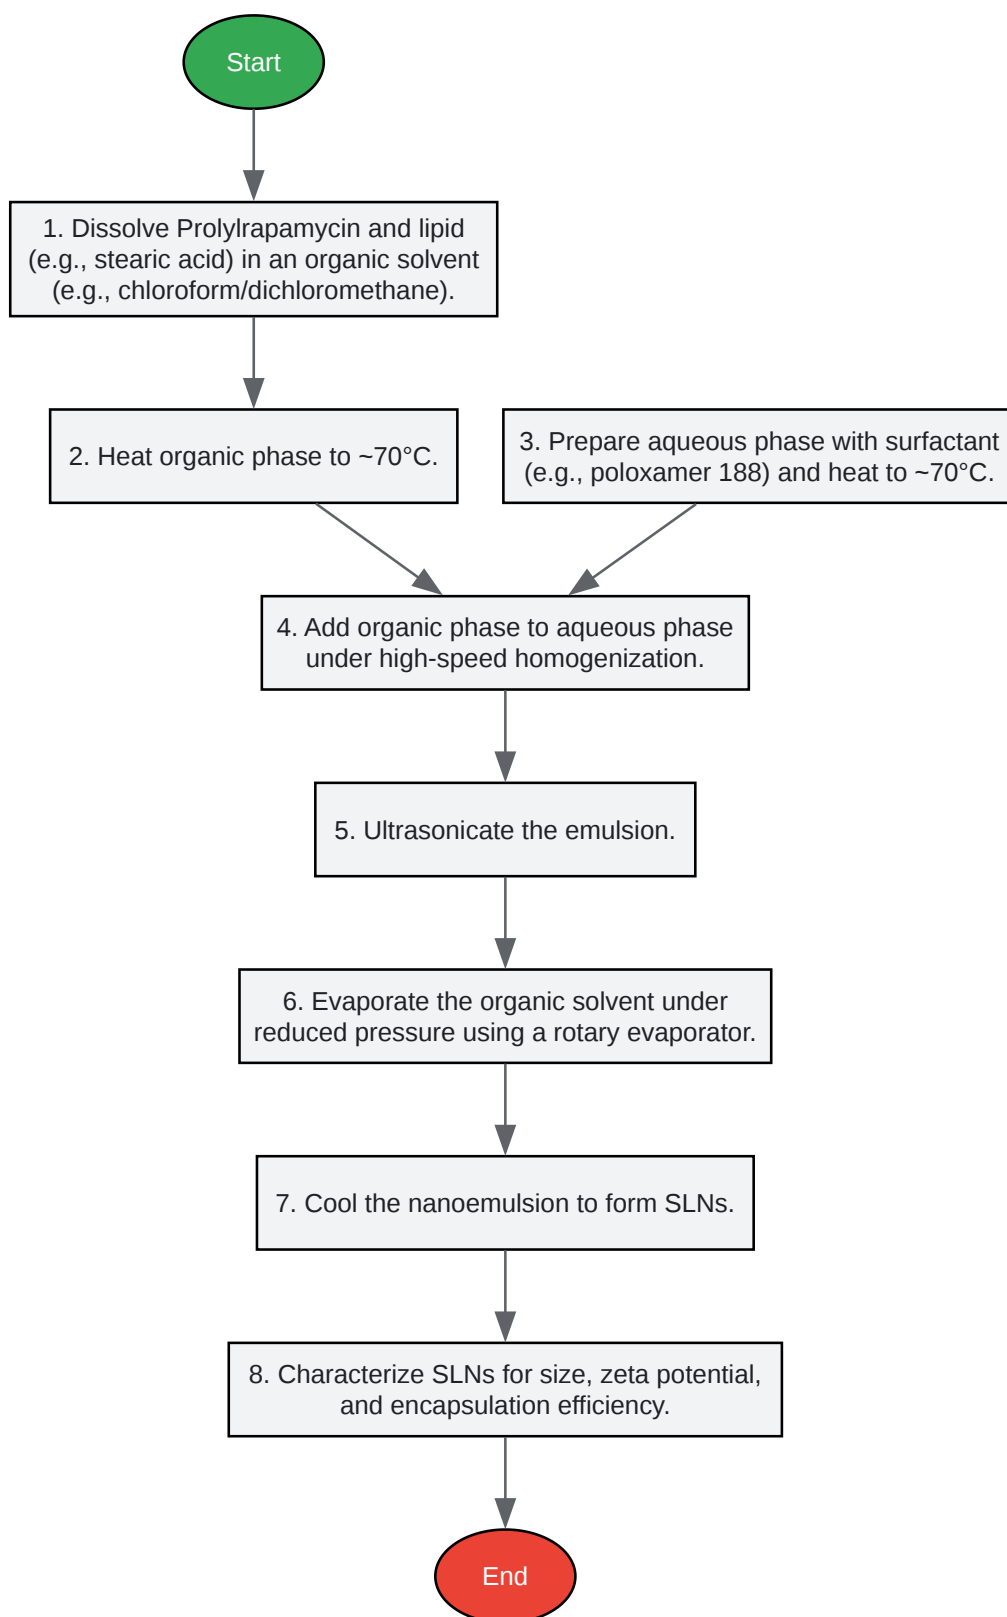 Start
1. Dissolve Prolylrapamycin and lipid
(e.g., stearic acid) in an organic solvent
(e.g., chloroform/dichloromethane).
2. Heat organic phase to ~70°C.
3. Prepare aqueous phase with surfactant
(e.g., poloxamer 188) and heat to ~70°C.
4. Add organic phase to aqueous phase
under high-speed homogenization.
5. Ultrasonicate the emulsion.
6. Evaporate the organic solvent under
reduced pressure using a rotary evaporator.
7. Cool the nanoemulsion to form SLNs.
8. Characterize SLNs for size, zeta potential,
and encapsulation efficiency.
End